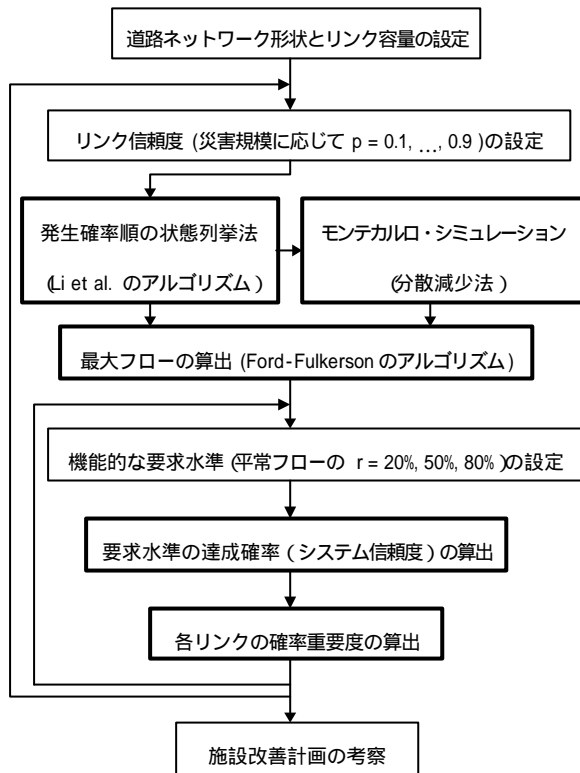 道路ネットワーク形状とリンク容量の設定
リンク信頼度 (災害規模に応じて p = 0.1, …, 0.9 )の設定
発生確率順の状態列挙法
(Li et al. のアルゴリズム )
モンテカルロ・シミュレーション
(分散減少法 )
最大フローの算出 (Ford-Fulkerson のアルゴリズム)
機能的な要求水準 (平常フローの r = 20%, 50%, 80% )の設定
要求水準の達成確率 ( システム信頼度 ) の算出
各リンクの確率重要度の算出
施設改善計画の考察